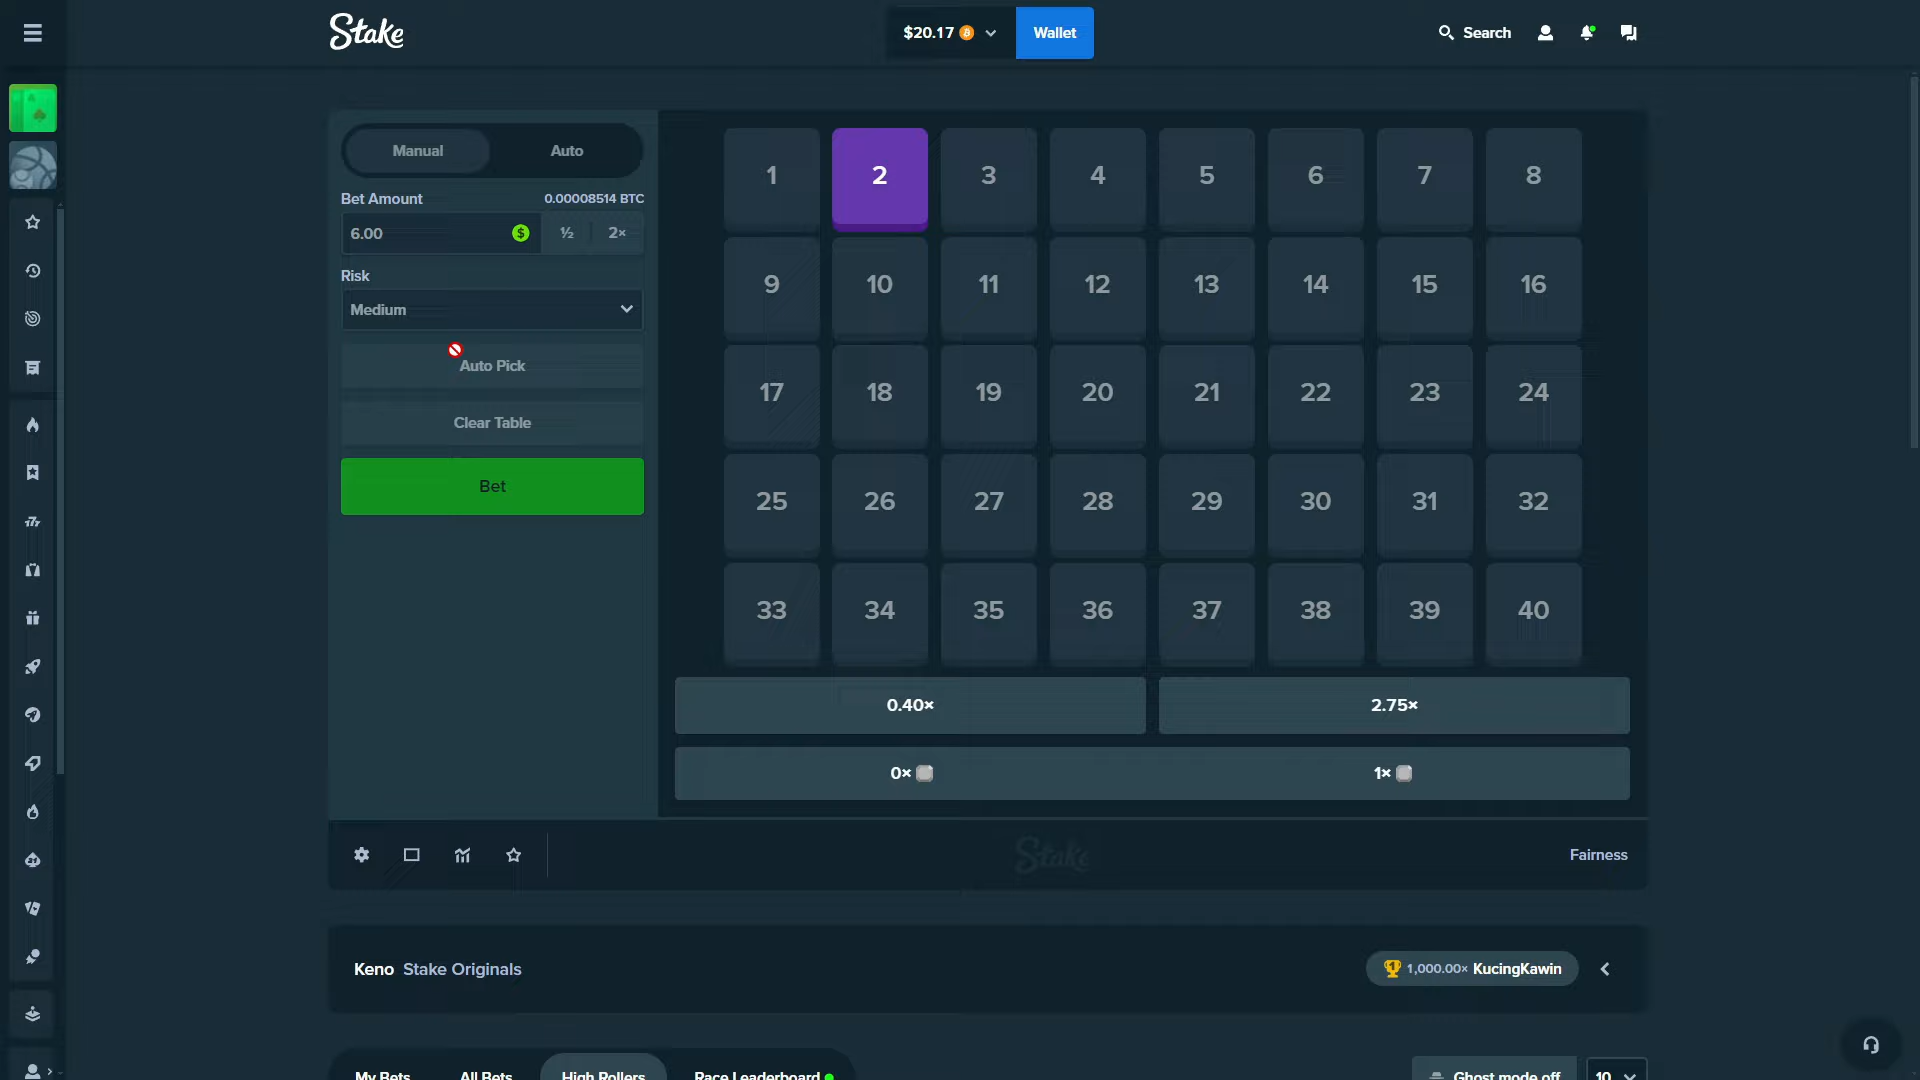 Stake
$20.17
Wallet
Search
Manual
Auto
Bet Amount
0.00008514 BTC
6.00
$
½
2×
Risk
Medium
Auto Pick
Clear Table
Bet
1 2 3 4 5 6 7 8
9 10 11 12 13 14 15 16
17 18 19 20 21 22 23 24
25 26 27 28 29 30 31 32
33 34 35 36 37 38 39 40
0.40×
2.75×
0×
1×
Stake
Fairness
Keno Stake Originals
1,000.00× KucingKawin
My Bets
All Bets
High Rollers
Race Leaderboard
Ghost mode off
10